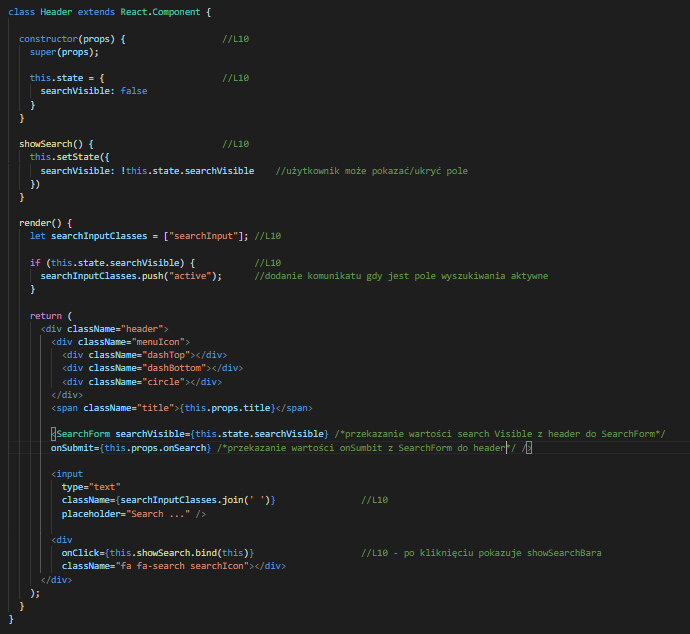 class Header extends React.Component {
constructor(props) { //L10
super(props);
this.state = { //L10
searchVisible: false
}
}
showSearch() { //L10
this.setState({
searchVisible: !this.state.searchVisible //użytkownik może pokazać/ukryć pole
})
}
render() {
let searchInputClasses = ["searchInput"]; //L10
if (this.state.searchVisible) { //L10
searchInputClasses.push("active"); //dodanie komunikatu gdy jest pole wyszukiwania aktywne
}
return (
<div className="header">
<div className="menuIcon">
<div className="dashTop"></div>
<div className="dashBottom"></div>
<div className="circle"></div>
</div>
<span className="title">{this.props.title}</span>
<SearchForm searchVisible={this.state.searchVisible} /*przekazanie wartości search Visible z header do SearchForm*/
onSubmit={this.props.onSearch} /*przekazanie wartości onSumbit z SearchForm do header*/ />
<input
type="text"
className={searchInputClasses.join(' ')} //L10
placeholder="Search ..." />
<div
onClick={this.showSearch.bind(this)} //L10 - po kliknięciu pokazuje showSearchBara
className="fa fa-search searchIcon"></div>
</div>
);
}
}